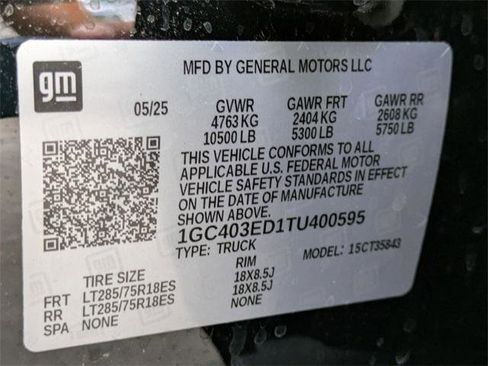 gm
MFD BY GENERAL MOTORS LLC
05/25 GVWR GAWR FRT GAWR RR
4763 KG 2404 KG 2608 KG
10500 LB 5300 LB 5750 LB
THIS VEHICLE CONFORMS TO ALL
APPLICABLE U.S. FEDERAL MOTOR
VEHICLE SAFETY STANDARDS IN EFFECT
ON THE DATE OF MANUFACTURE
SHOWN ABOVE.
1GC403ED1TU400595
TYPE: TRUCK MODEL: 15CT35843
TIRE SIZE RIM
FRT LT285/75R18ES 18X8.5J
RR LT285/75R18ES 18X8.5J
SPA NONE NONE